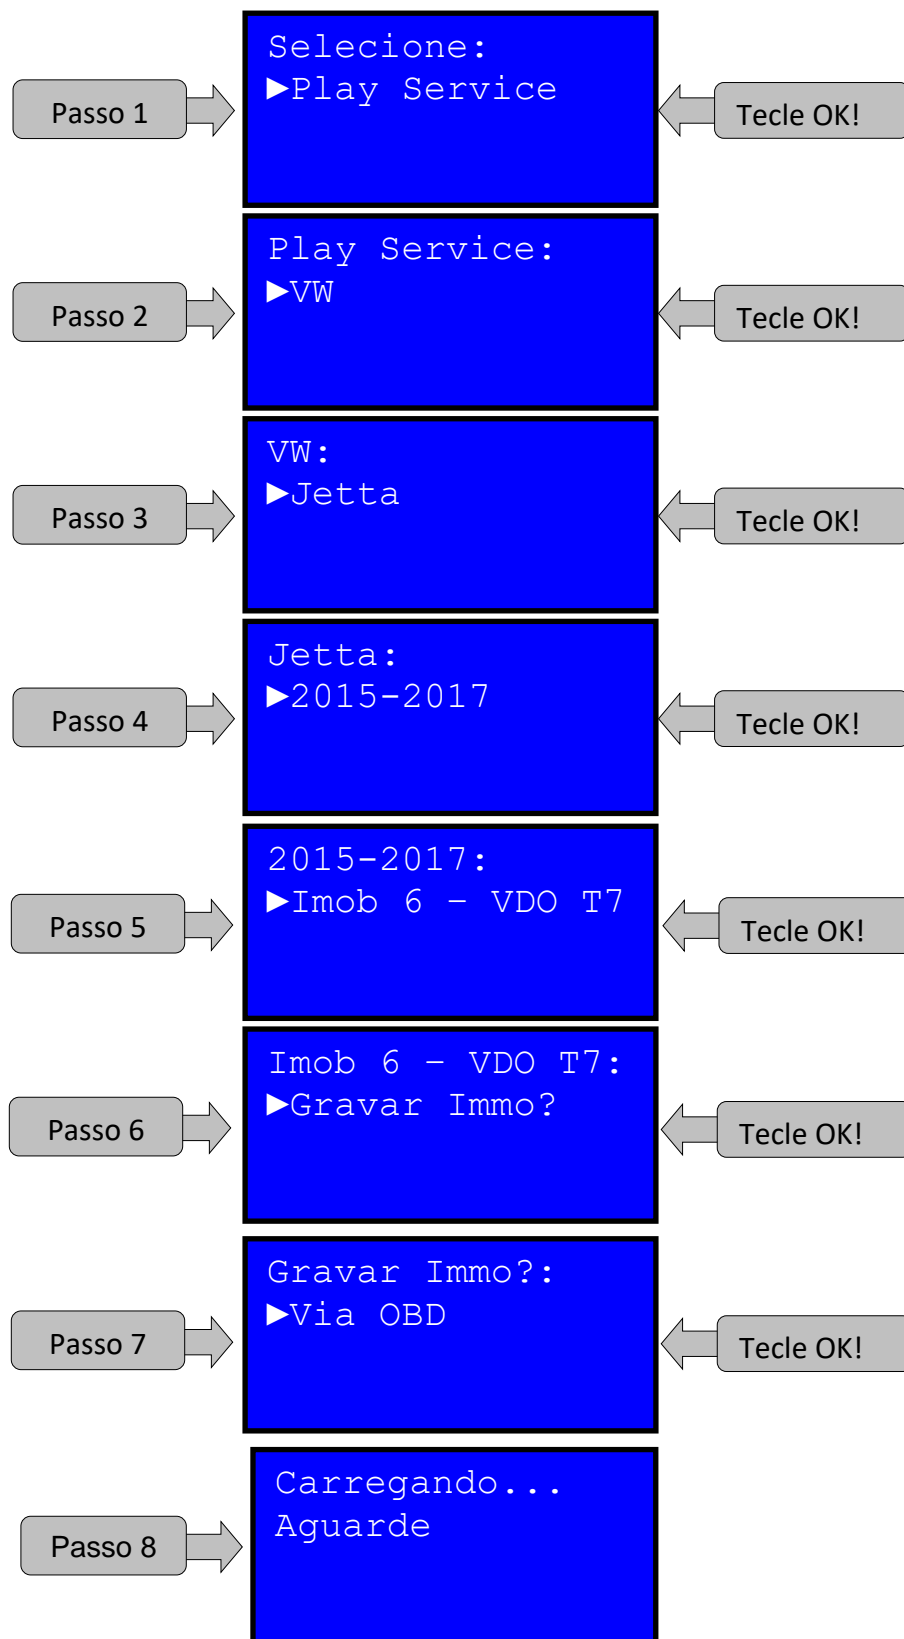 Selecione:
►Play Service
Passo 1
Tecle OK!
Play Service:
►VW
Passo 2
Tecle OK!
VW:
►Jetta
Passo 3
Tecle OK!
Jetta:
►2015-2017
Passo 4
Tecle OK!
2015-2017:
►Imob 6 – VDO T7
Passo 5
Tecle OK!
Imob 6 – VDO T7:
►Gravar Immo?
Passo 6
Tecle OK!
Gravar Immo?:
►Via OBD
Passo 7
Tecle OK!
Carregando...
Aguarde
Passo 8